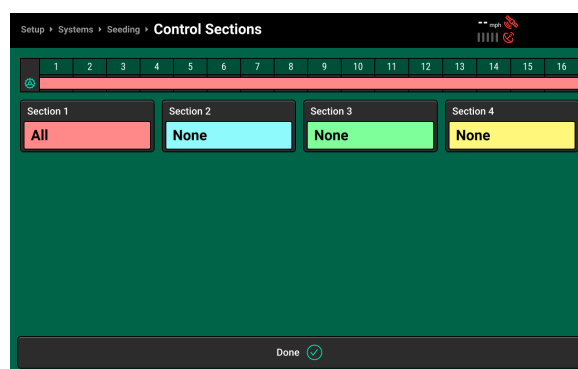 Setup ▸ Systems ▸ Seeding ▸ Control Sections
-- mph
1 2 3 4 5 6 7 8 9 10 11 12 13 14 15 16
Section 1 Section 2 Section 3 Section 4
All None None None
Done